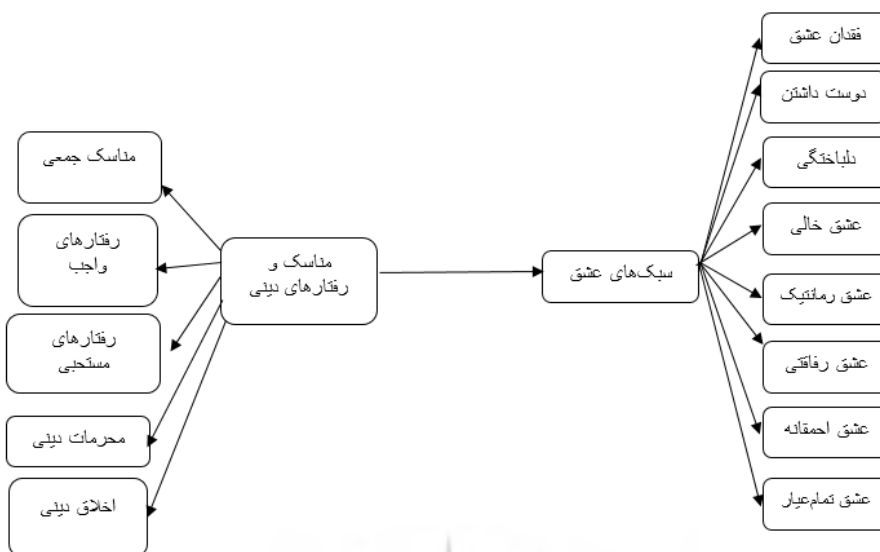 فقدان عشق
دوست داشتن
دلباختگی
عشق خالی
عشق رمانتیک
عشق رفاقتی
عشق احمقانه
عشق تمام‌عیار
سبک‌های عشق
مناسک و
رفتارهای دینی
مناسک جمعی
رفتارهای
واجب
رفتارهای
مستحبی
محرمات دینی
اخلاق دینی